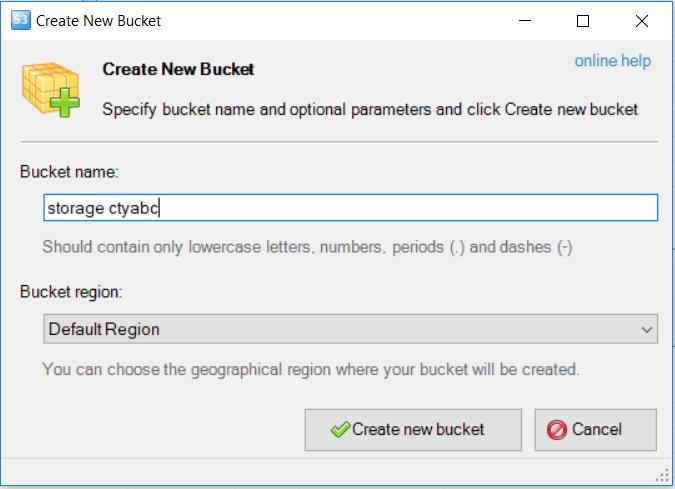 S3 Create New Bucket
online help
Create New Bucket
Specify bucket name and optional parameters and click Create new bucket
Bucket name:
storage ctyabc
Should contain only lowercase letters, numbers, periods (.) and dashes (-)
Bucket region:
Default Region
You can choose the geographical region where your bucket will be created.
Create new bucket
Cancel